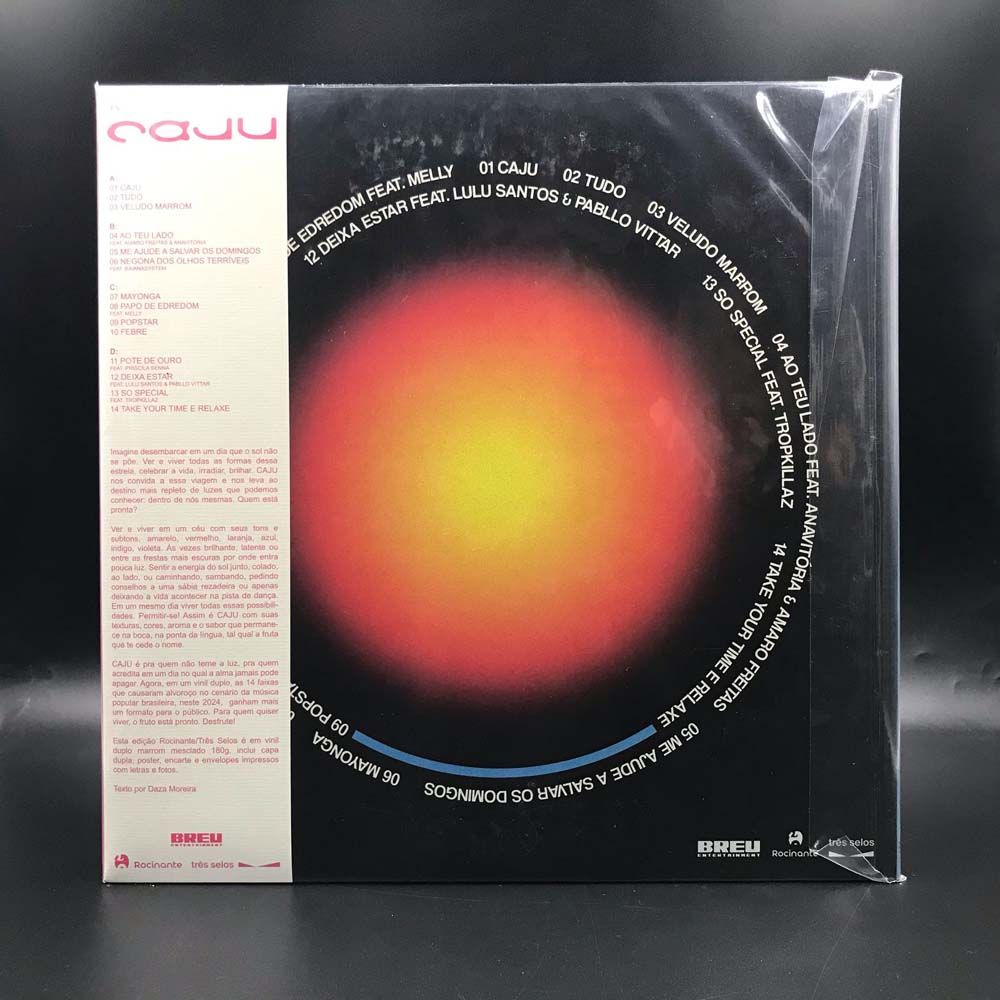 caju
A:
01 CAJU
02 TUDO
03 VELUDO MARROM
B:
04 AO TEU LADO
FEAT. AMARO FREITAS & ANAVITÓRIA
05 ME AJUDE A SALVAR OS DOMINGOS
06 NEGONA DOS OLHOS TERRÍVEIS
FEAT. BAIANASYSTEM
C:
07 MAYONGA
08 PAPO DE EDREDOM
FEAT. MELLY
09 POPSTAR
10 FEBRE
D:
11 POTE DE OURO
FEAT. PRISCILA SENNA
12 DEIXA ESTAR
FEAT. LULU SANTOS & PABLLO VITTAR
13 SO SPECIAL
FEAT. TROPKILLAZ
14 TAKE YOUR TIME E RELAXE
Imagine desembarcar em um dia que o sol não
se põe. Ver e viver todas as formas dessa
estrela, celebrar a vida, irradiar, brilhar. CAJU
nos convida a essa viagem e nos leva ao
destino mais repleto de luzes que podemos
conhecer: dentro de nós mesmas. Quem está
pronta?
Ver e viver em um céu com seus tons e
subtons, amarelo, vermelho, laranja, azul,
indigo, violeta. Às vezes brilhante, latente ou
entre as frestas mais escuras por onde entra
pouca luz. Sentir a energia do sol junto, colado,
ao lado, ou caminhando, sambando, pedindo
conselhos a uma sábia rezadeira ou apenas
deixando a vida acontecer na pista de dança.
Em um mesmo dia viver todas essas possibili-
dades. Permitir-se! Assim é CAJU com suas
texturas, cores, aroma e o sabor que permane-
ce na boca, na ponta da língua, tal qual a fruta
que te cede o nome.
CAJU é pra quem não teme a luz, pra quem
acredita em um dia no qual a alma jamais pode
apagar. Agora, em um vinil duplo, as 14 faixas
que causaram alvoroço no cenário da música
popular brasileira, neste 2024, ganham mais
um formato para o público. Para quem quiser
viver, o fruto está pronto. Desfrute!
Esta edição Rocinante/Três Selos é em vinil
duplo marrom mesclado 180g, inclui capa
dupla, poster, encarte e envelopes impressos
com letras e fotos.
Texto por Daza Moreira
BREU
Rocinante três selos
DE EDREDOM FEAT. MELLY 01 CAJU 02 TUDO 03 VELUDO MARROM 04 AO TEU LADO FEAT. ANAVITÓRIA & AMARO FREITAS 05 ME AJUDE A SALVAR OS DOMINGOS 06 MAYONGA
09 POPSTA
12 DEIXA ESTAR FEAT. LULU SANTOS & PABLLO VITTAR 13 SO SPECIAL FEAT. TROPKILLAZ 14 TAKE YOUR TIME E RELAXE
BREU
ENTERTAINMENT
Rocinante três selos